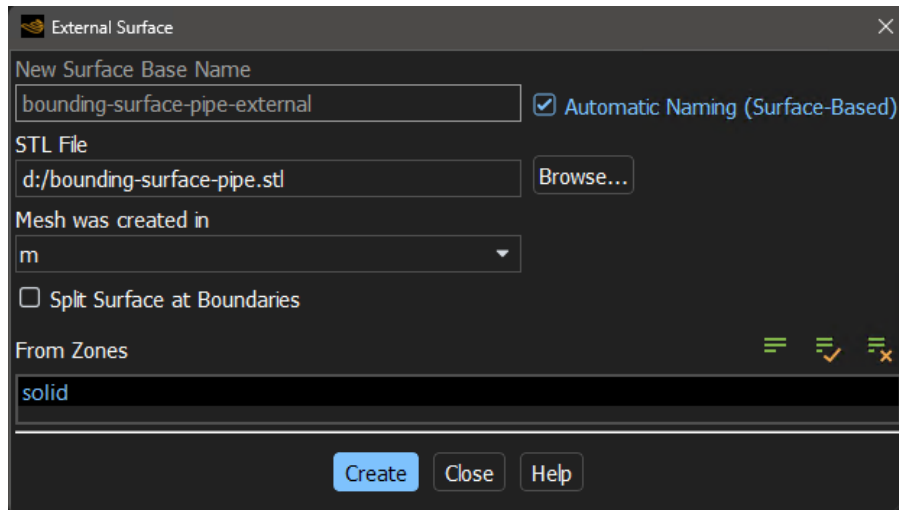 External Surface
New Surface Base Name
bounding-surface-pipe-external
Automatic Naming (Surface-Based)
STL File
d:/bounding-surface-pipe.stl
Browse...
Mesh was created in
m
Split Surface at Boundaries
From Zones
solid
Create Close Help